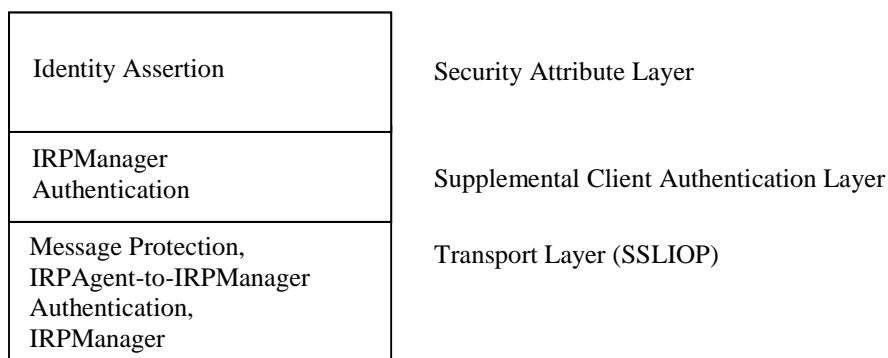 Identity Assertion
Security Attribute Layer
IRPManager
Authentication
Supplemental Client Authentication Layer
Message Protection,
IRPAgent-to-IRPManager
Authentication,
IRPManager
Transport Layer (SSLIOP)